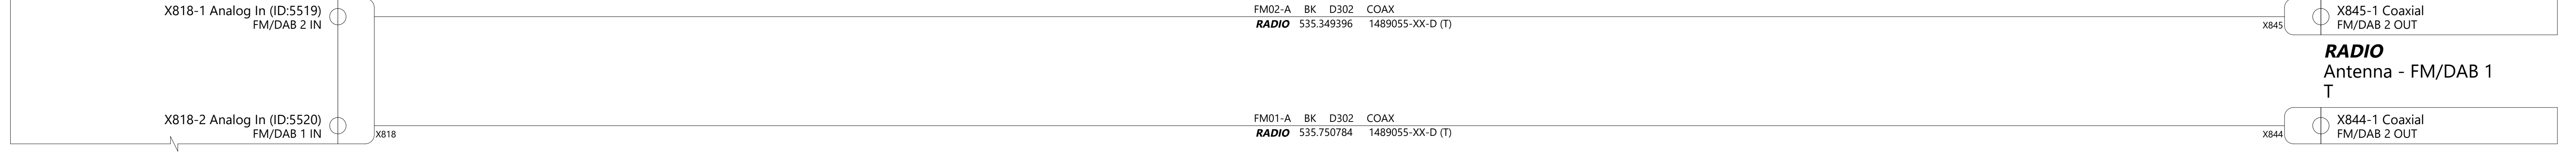 X818-1 Analog In (ID:5519)
FM/DAB 2 IN
FM02-A BK D302 COAX
RADIO 535.349396 1489055-XX-D (T)
X845
X845-1 Coaxial
FM/DAB 2 OUT
RADIO
Antenna - FM/DAB 1
T
X818-2 Analog In (ID:5520)
FM/DAB 1 IN
X818
FM01-A BK D302 COAX
RADIO 535.750784 1489055-XX-D (T)
X844
X844-1 Coaxial
FM/DAB 2 OUT